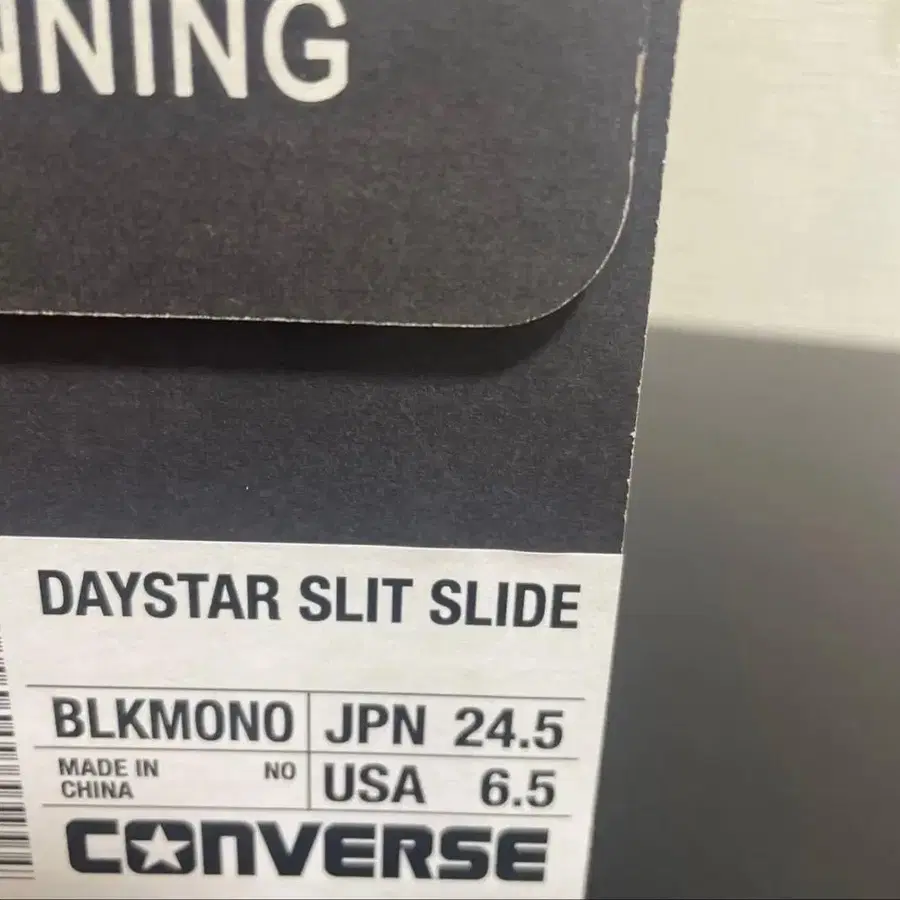 NNING
DAYSTAR SLIT SLIDE
BLKMONO JPN 24.5
MADE IN CHINA NO USA 6.5
CONVERSE